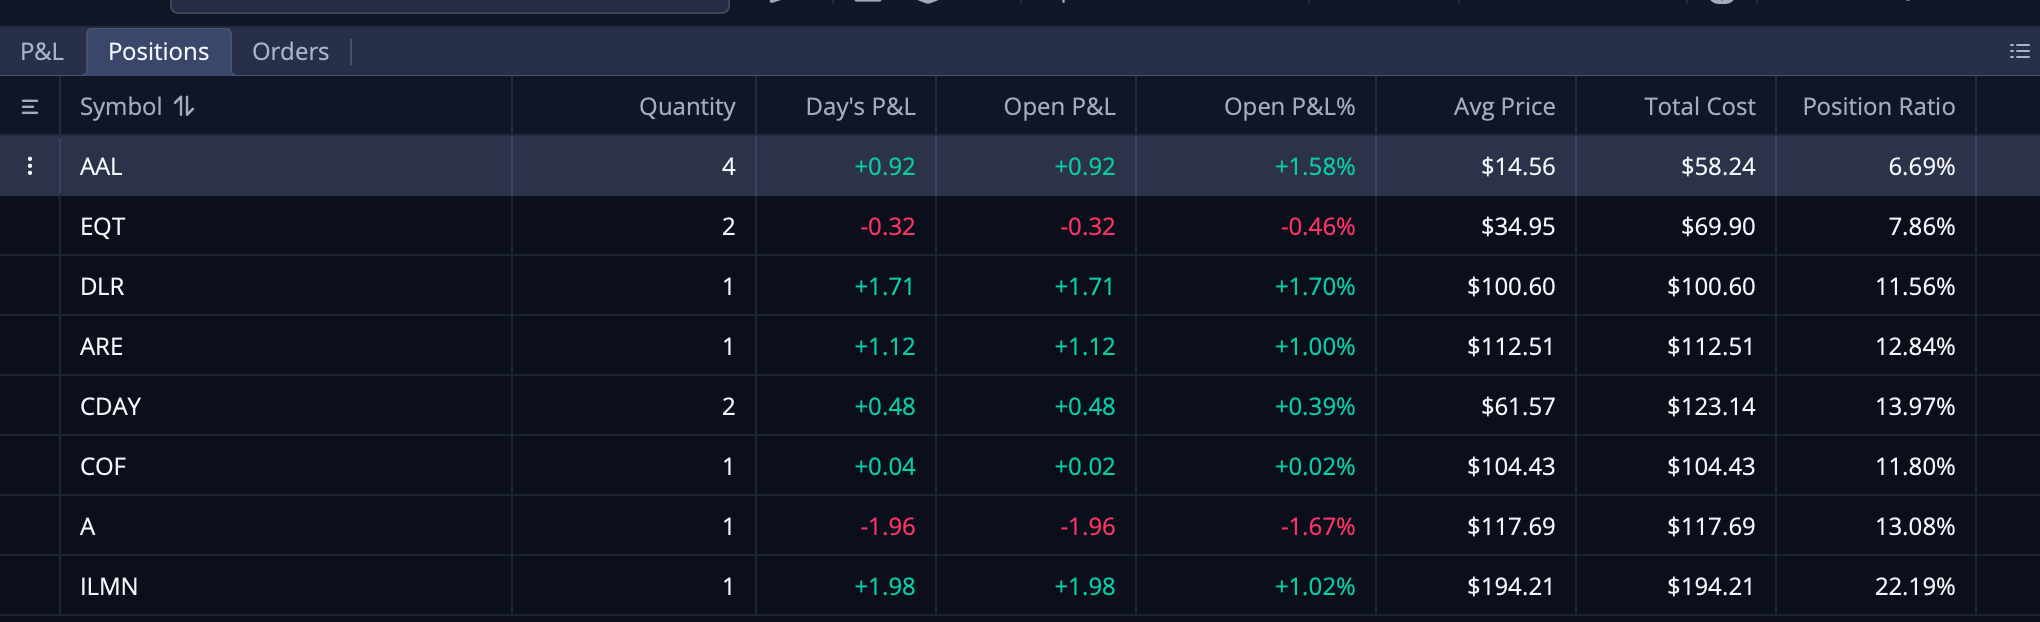 P&L Positions Orders
Symbol Quantity Day's P&L Open P&L Open P&L% Avg Price Total Cost Position Ratio
AAL 4 +0.92 +0.92 +1.58% $14.56 $58.24 6.69%
EQT 2 -0.32 -0.32 -0.46% $34.95 $69.90 7.86%
DLR 1 +1.71 +1.71 +1.70% $100.60 $100.60 11.56%
ARE 1 +1.12 +1.12 +1.00% $112.51 $112.51 12.84%
CDAY 2 +0.48 +0.48 +0.39% $61.57 $123.14 13.97%
COF 1 +0.04 +0.02 +0.02% $104.43 $104.43 11.80%
A 1 -1.96 -1.96 -1.67% $117.69 $117.69 13.08%
ILMN 1 +1.98 +1.98 +1.02% $194.21 $194.21 22.19%